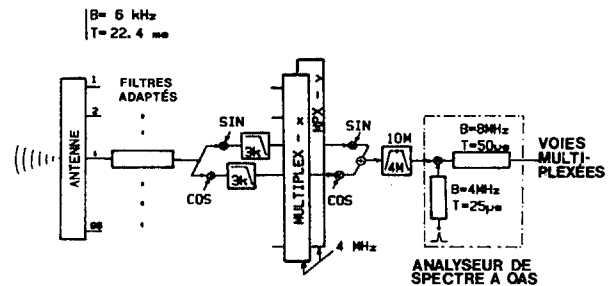 B= 6 kHz
T=22.4 ms
FILTRES
ADAPTÉS
ANTENNE
1
2
i
SIN
3k
3k
COS
MULTIPLEX - X
MPX - Y
4 MHz
SIN
COS
10M
4M
B=8MHz
T=50µs
B=4MHz
T=25µs
VOIES
MULTI-
PLEXÉES
ANALYSEUR DE
SPECTRE A OAS